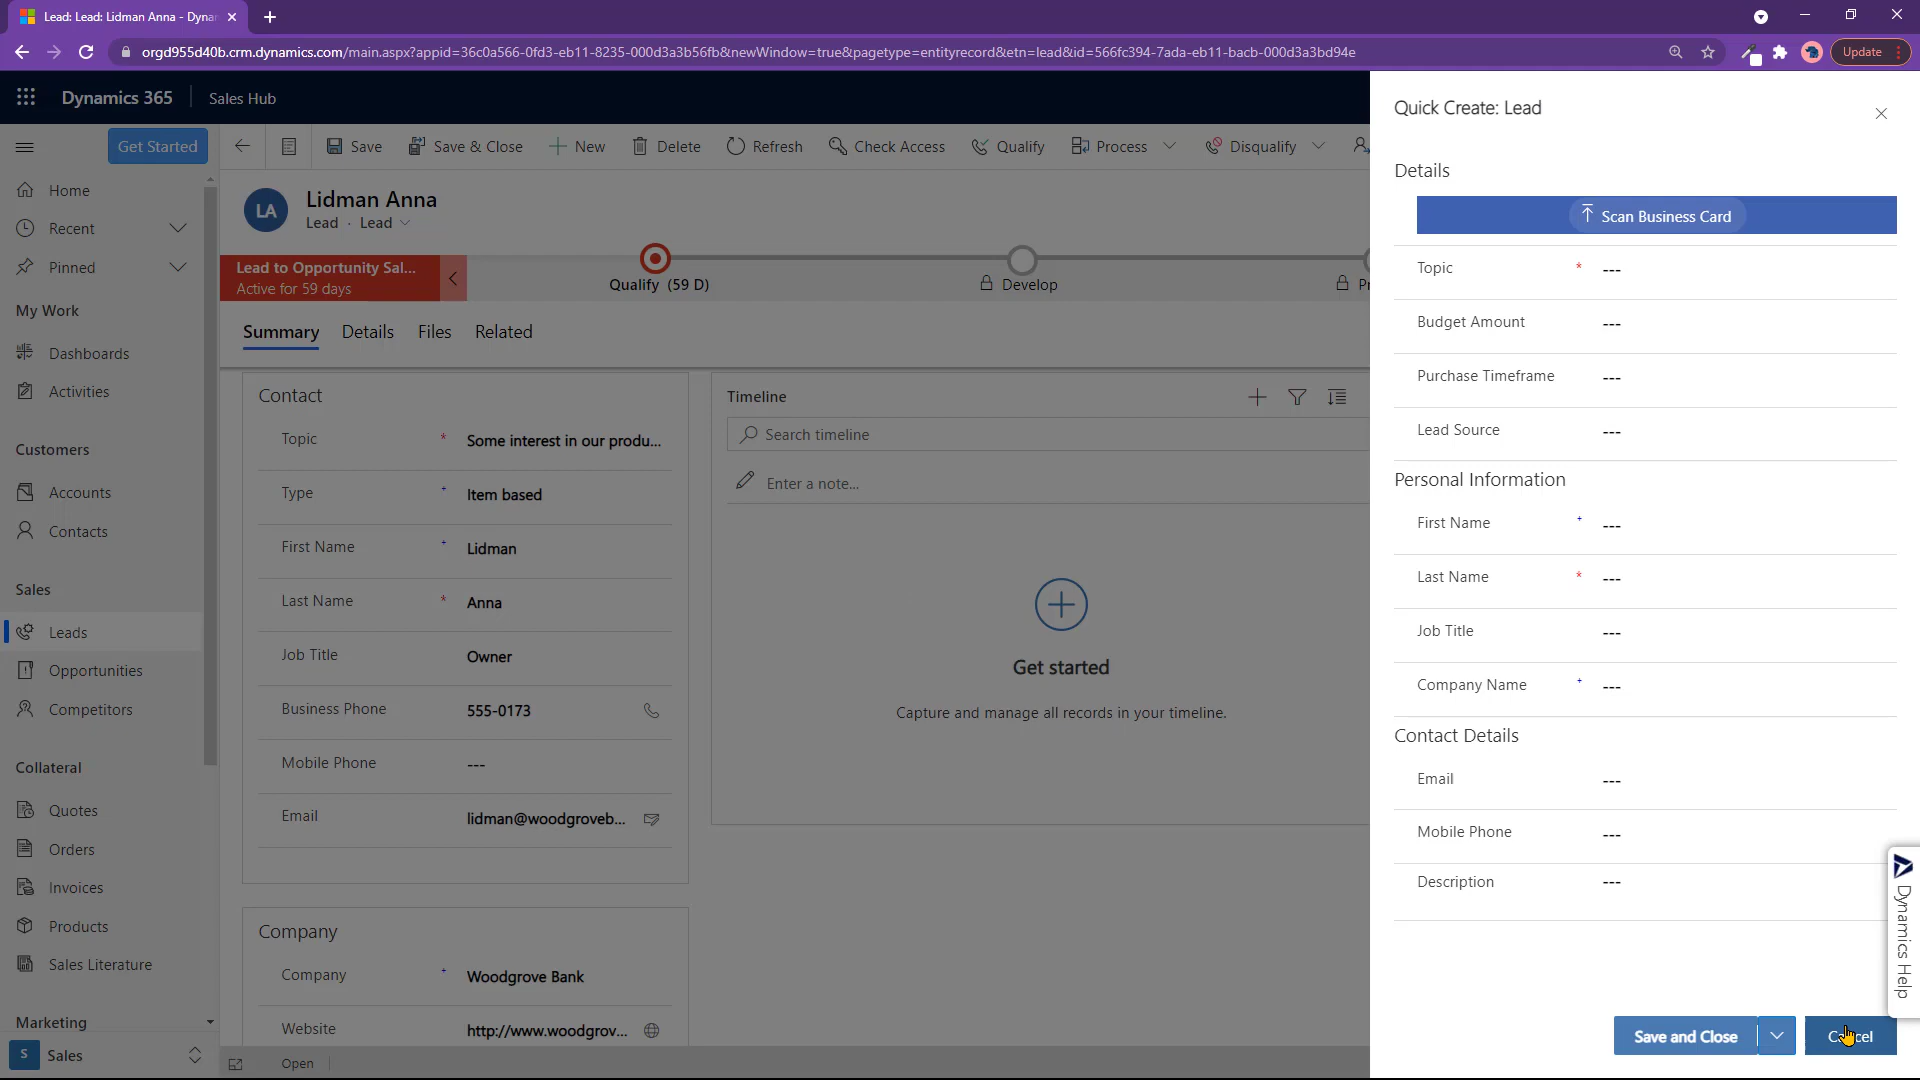 Lead: Lead: Lidman Anna - Dyna
orgd955d40b.crm.dynamics.com/main.aspx?appid=36c0a566-0fd3-eb11-8235-000d3a3b56fb&newWindow=true&pagetype=entityrecord&etn=lead&id=566fc394-7ada-eb11-bacb-000d3a3bd94e
Update
Dynamics 365
Sales Hub
Get Started
Save
Save & Close
New
Delete
Refresh
Check Access
Qualify
Process
Disqualify
Home
Recent
Pinned
My Work
Dashboards
Activities
Customers
Accounts
Contacts
Sales
Leads
Opportunities
Competitors
Collateral
Quotes
Orders
Invoices
Products
Sales Literature
Marketing
S
Sales
LA
Lidman Anna
Lead · Lead
Lead to Opportunity Sal...
Active for 59 days
Qualify (59 D)
Develop
Summary
Details
Files
Related
Contact
Topic * Some interest in our produ...
Type + Item based
First Name + Lidman
Last Name * Anna
Job Title Owner
Business Phone 555-0173
Mobile Phone ---
Email lidman@woodgroveb...
Company
Company + Woodgrove Bank
Website http://www.woodgrov...
Open
Timeline
Search timeline
Enter a note...
Get started
Capture and manage all records in your timeline.
Quick Create: Lead
Details
Scan Business Card
Topic * ---
Budget Amount ---
Purchase Timeframe ---
Lead Source ---
Personal Information
First Name + ---
Last Name * ---
Job Title ---
Company Name + ---
Contact Details
Email ---
Mobile Phone ---
Description ---
Dynamics Help
Save and Close
Cancel